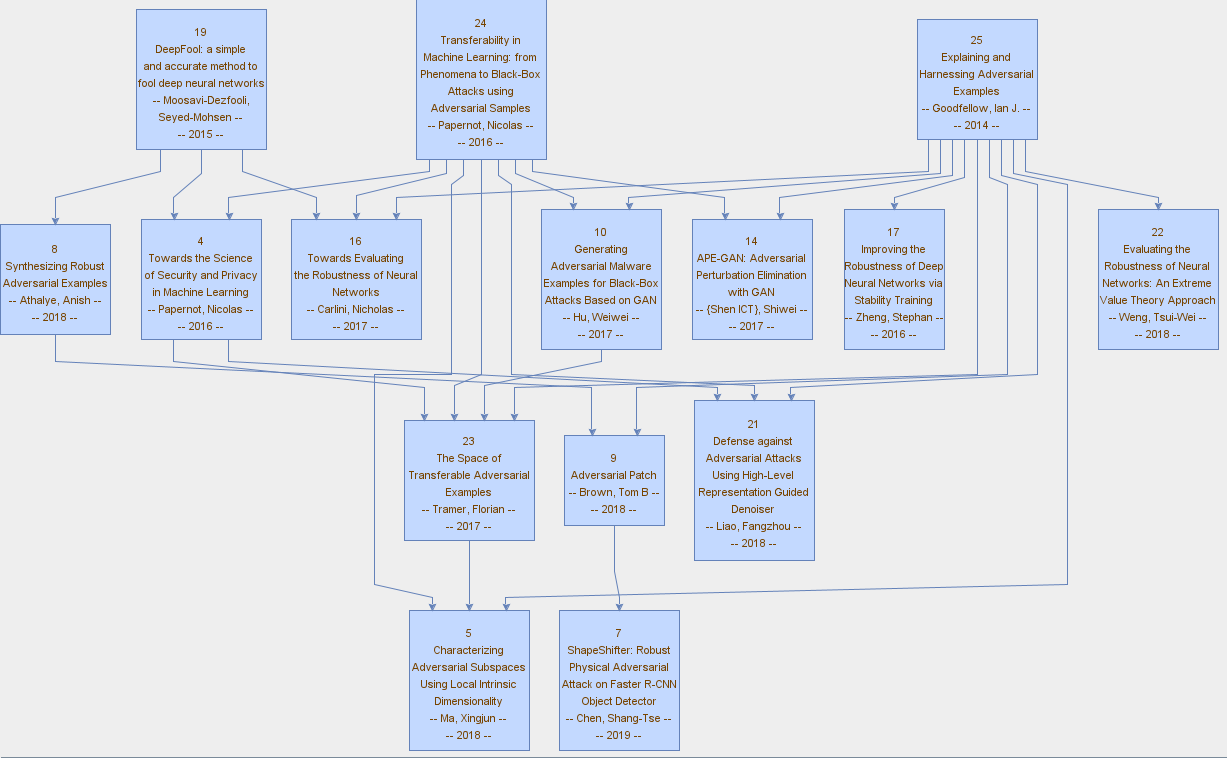 19
DeepFool: a simple
and accurate method to
fool deep neural networks
-- Moosavi-Dezfooli,
Seyed-Mohsen --
-- 2015 --
24
Transferability in
Machine Learning: from
Phenomena to Black-Box
Attacks using
Adversarial Samples
-- Papernot, Nicolas --
-- 2016 --
25
Explaining and
Harnessing Adversarial
Examples
-- Goodfellow, Ian J. --
-- 2014 --
8
Synthesizing Robust
Adversarial Examples
-- Athalye, Anish --
-- 2018 --
4
Towards the Science
of Security and Privacy
in Machine Learning
-- Papernot, Nicolas --
-- 2016 --
16
Towards Evaluating
the Robustness of Neural
Networks
-- Carlini, Nicholas --
-- 2017 --
10
Generating
Adversarial Malware
Examples for Black-Box
Attacks Based on GAN
-- Hu, Weiwei --
-- 2017 --
14
APE-GAN: Adversarial
Perturbation Elimination
with GAN
-- {Shen ICT}, Shiwei --
-- 2017 --
17
Improving the
Robustness of Deep
Neural Networks via
Stability Training
-- Zheng, Stephan --
-- 2016 --
22
Evaluating the
Robustness of Neural
Networks: An Extreme
Value Theory Approach
-- Weng, Tsui-Wei --
-- 2018 --
23
The Space of
Transferable Adversarial
Examples
-- Tramer, Florian --
-- 2017 --
9
Adversarial Patch
-- Brown, Tom B --
-- 2018 --
21
Defense against
Adversarial Attacks
Using High-Level
Representation Guided
Denoiser
-- Liao, Fangzhou --
-- 2018 --
5
Characterizing
Adversarial Subspaces
Using Local Intrinsic
Dimensionality
-- Ma, Xingjun --
-- 2018 --
7
ShapeShifter: Robust
Physical Adversarial
Attack on Faster R-CNN
Object Detector
-- Chen, Shang-Tse --
-- 2019 --